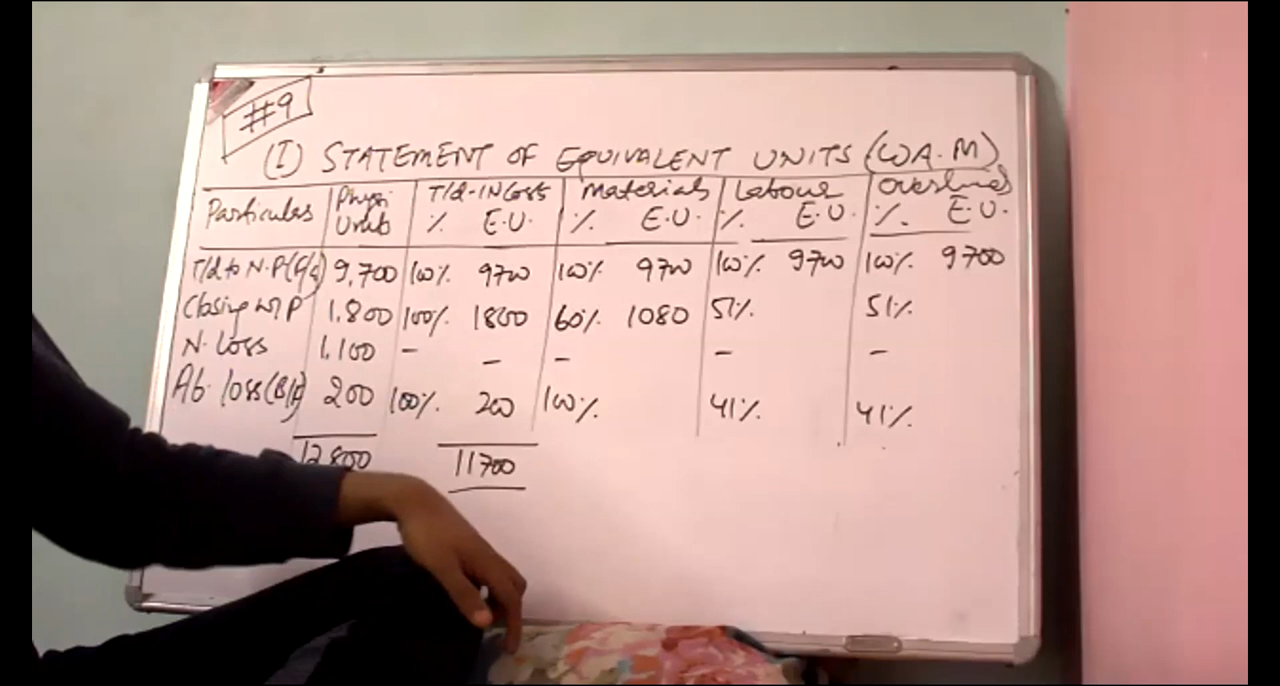 #9
(I) STATEMENT OF EQUIVALENT UNITS (W.A.M)
Particulars Physi Units T/d-IN Cost Materials Labour Overhead
% E.U. % E.U. % E.U. % E.U.
T/d to N.P(F/G) 9,700 100% 9700 100% 9700 100% 9700 100% 9700
Closing WIP 1,800 100% 1800 60% 1080 51% 51%
N. Loss 1,100 - - - - -
Ab. loss(B/F) 200 100% 200 100% 41% 41%
12,800 11700